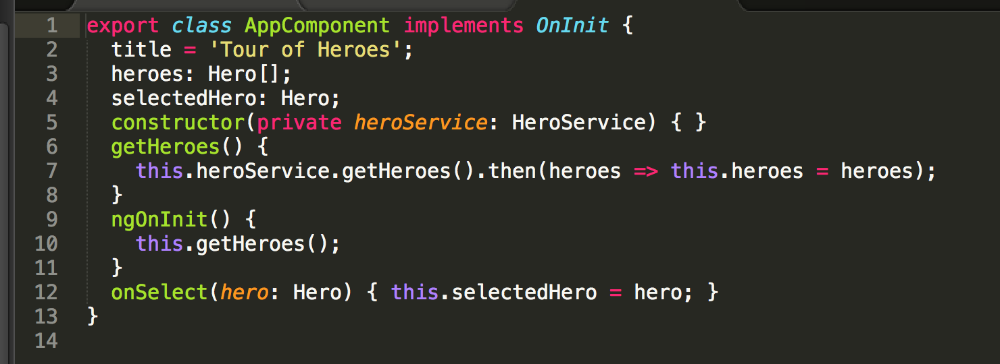 1 export class AppComponent implements OnInit {
2   title = 'Tour of Heroes';
3   heroes: Hero[];
4   selectedHero: Hero;
5   constructor(private heroService: HeroService) { }
6   getHeroes() {
7     this.heroService.getHeroes().then(heroes => this.heroes = heroes);
8   }
9   ngOnInit() {
10     this.getHeroes();
11   }
12   onSelect(hero: Hero) { this.selectedHero = hero; }
13 }
14